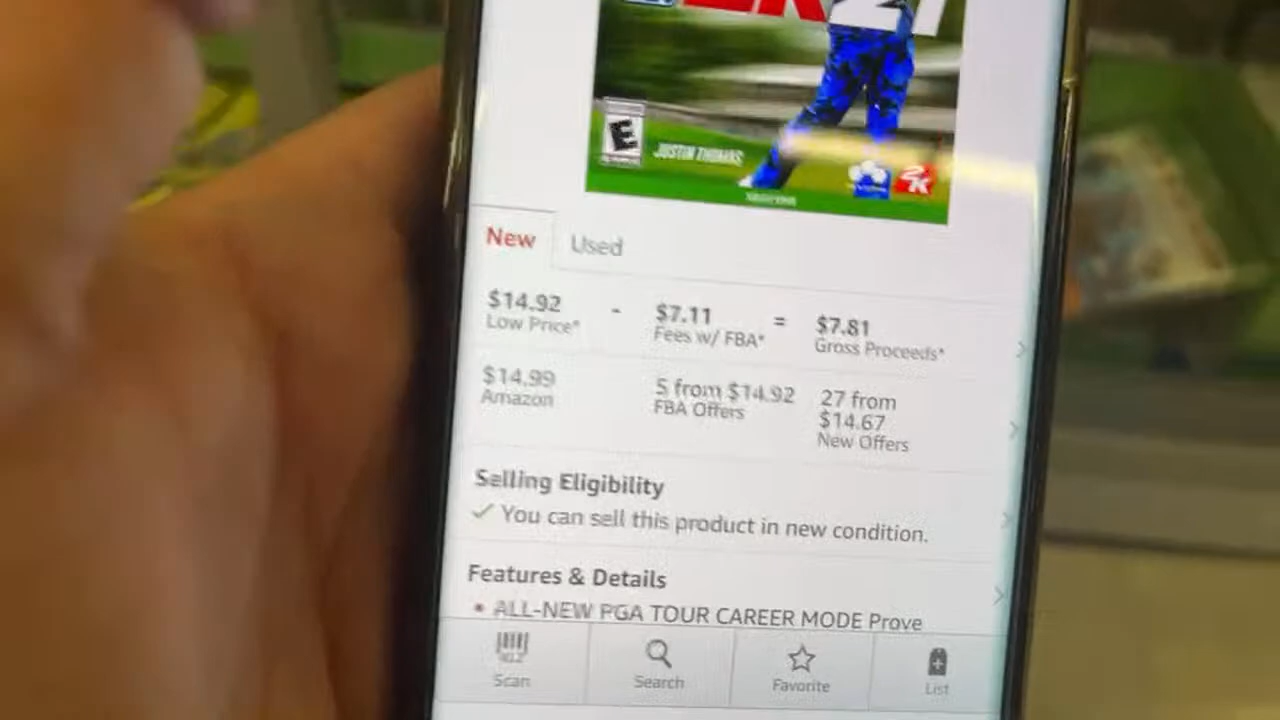 2K21
E
JUSTIN THOMAS
2K
New Used
$14.92 - $7.11 = $7.81
Low Price* Fees w/ FBA* Gross Proceeds*
$14.99 5 from $14.92 27 from
Amazon FBA Offers $14.67
New Offers
Selling Eligibility
✓ You can sell this product in new condition.
Features & Details
• ALL-NEW PGA TOUR CAREER MODE Prove
Scan Search Favorite List